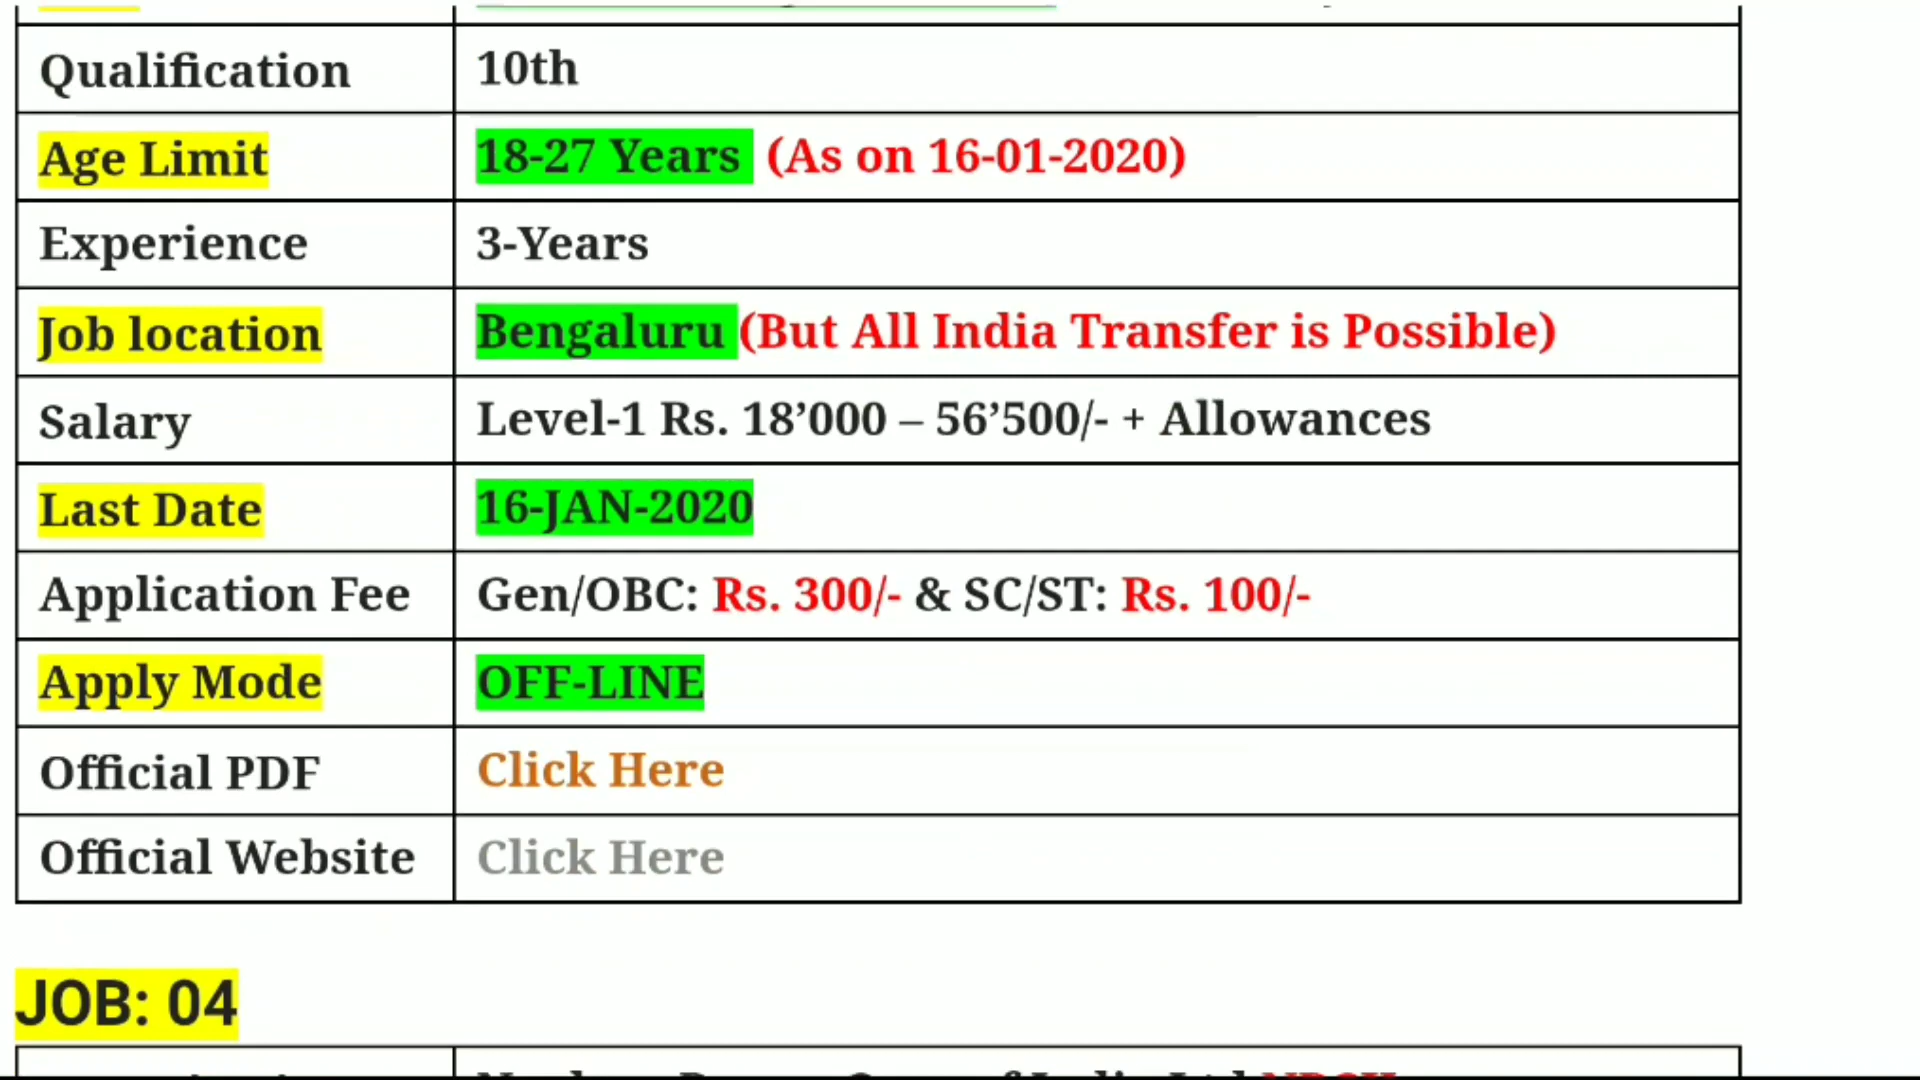 Qualification 10th
Age Limit 18-27 Years (As on 16-01-2020)
Experience 3-Years
Job location Bengaluru (But All India Transfer is Possible)
Salary Level-1 Rs. 18’000 – 56’500/- + Allowances
Last Date 16-JAN-2020
Application Fee Gen/OBC: Rs. 300/- & SC/ST: Rs. 100/-
Apply Mode OFF-LINE
Official PDF Click Here
Official Website Click Here
JOB: 04